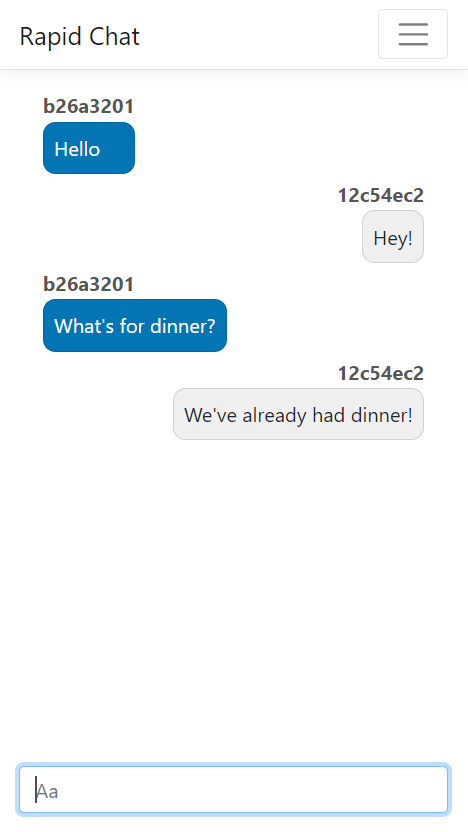 Rapid Chat
b26a3201
Hello
12c54ec2
Hey!
b26a3201
What's for dinner?
12c54ec2
We've already had dinner!
Aa